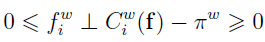 0 ⩽ f_i^w ⊥ C_i^w(𝐟) − π^w ⩾ 0